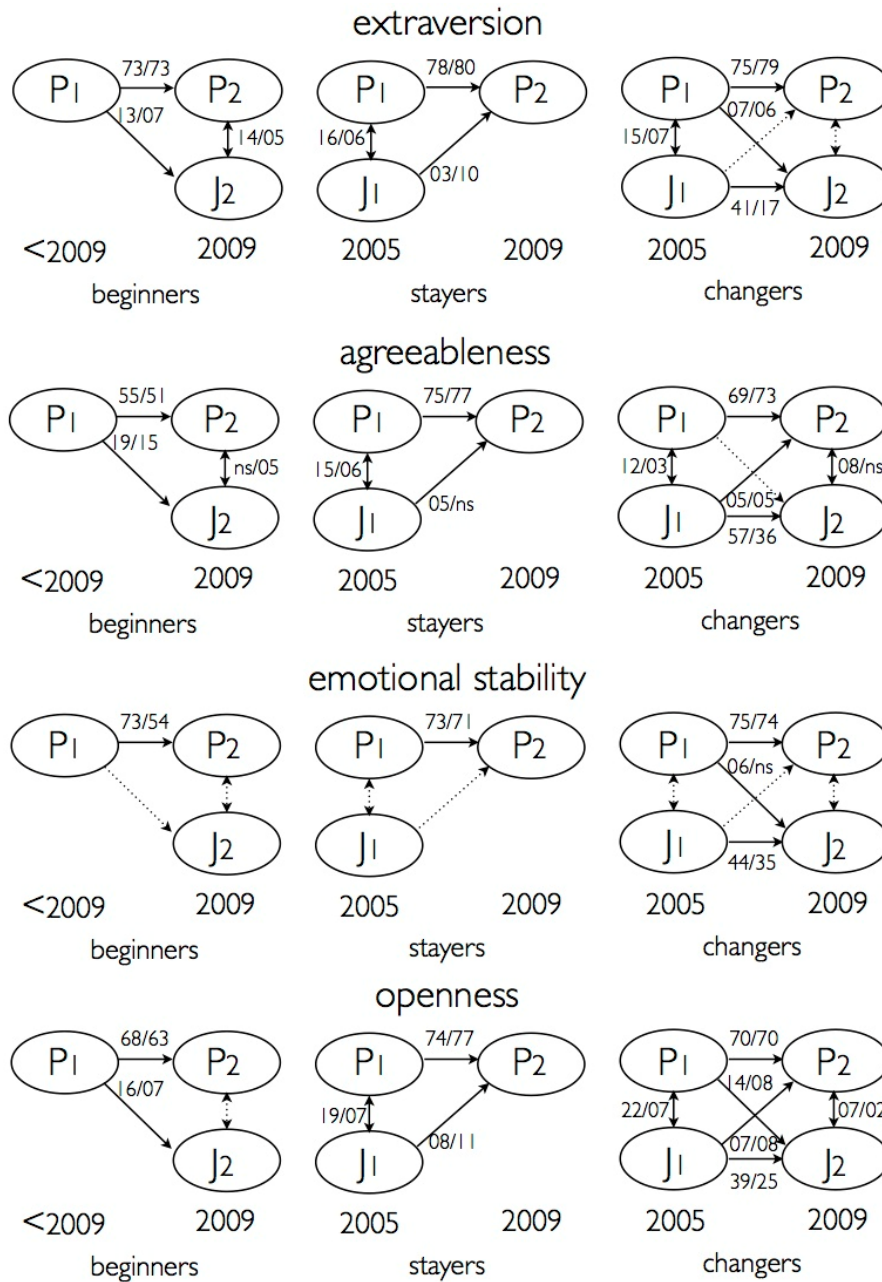 extraversion
73/73 78/80 75/79
P1 P2 P1 P2 P1 P2
13/07 07/06
14/05 16/06 15/07
03/10
J2 J1 J1 J2
41/17
<2009 2009 2005 2009 2005 2009
beginners stayers changers
agreeableness
55/51 75/77 69/73
P1 P2 P1 P2 P1 P2
19/15
ns/05 15/06 12/03 08/ns
05/ns 05/05
J2 J1 J1 J2
57/36
<2009 2009 2005 2009 2005 2009
beginners stayers changers
emotional stability
73/54 73/71 75/74
P1 P2 P1 P2 P1 P2
06/ns
J2 J1 J1 J2
44/35
<2009 2009 2005 2009 2005 2009
beginners stayers changers
openness
68/63 74/77 70/70
P1 P2 P1 P2 P1 P2
16/07 14/08
19/07 22/07 07/02
08/11 07/08
J2 J1 J1 J2
39/25
<2009 2009 2005 2009 2005 2009
beginners stayers changers